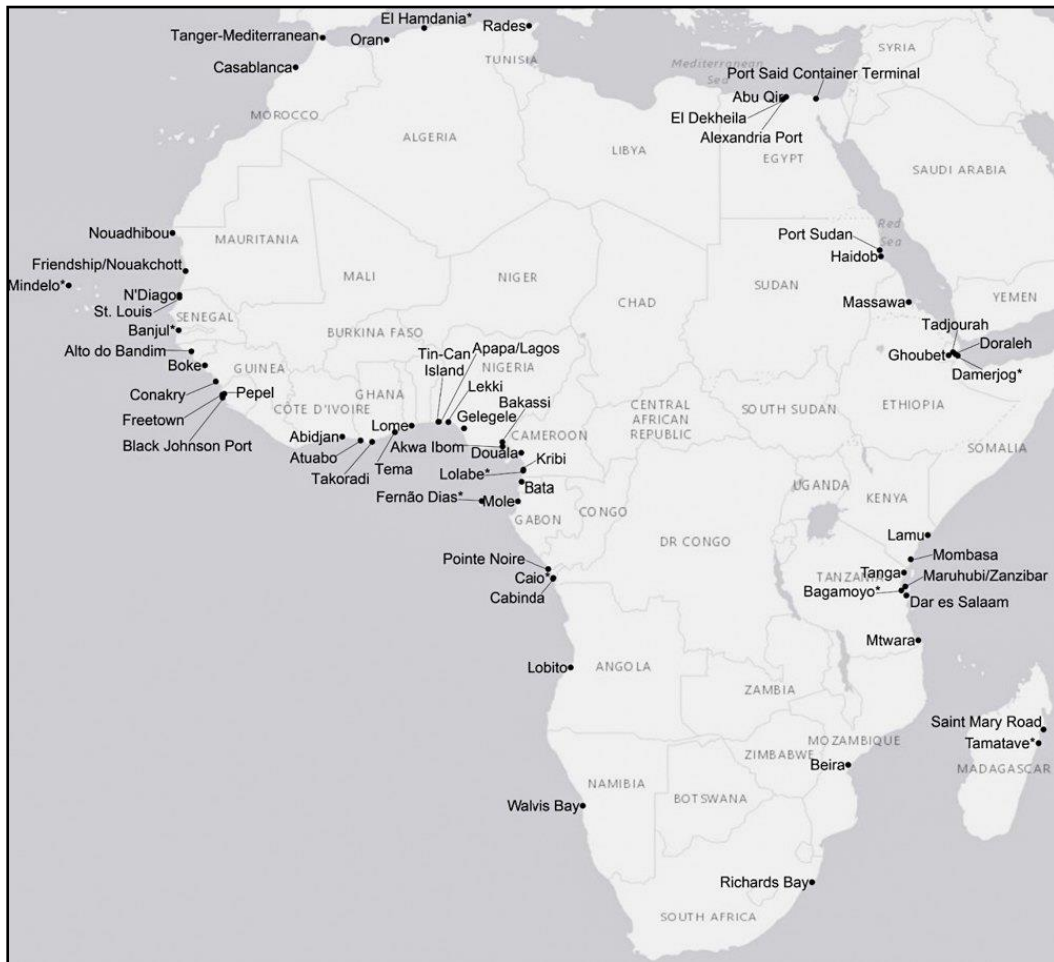 El Hamdania*
Tanger-Mediterranean
Oran
Rades
Casablanca
TUNISIA
SYRIA
Mediterranean
Sea
Port Said Container Terminal
Abu Qir
El Dekheila
Alexandria Port
MOROCCO
ALGERIA
LIBYA
EGYPT
SAUDI ARABIA
Nouadhibou
MAURITANIA
Red
Sea
Port Sudan
Haidob
Friendship/Nouakchott
MALI
NIGER
Mindelo*
N'Diago
St. Louis
SENEGAL
CHAD
SUDAN
Massawa
YEMEN
Banjul*
BURKINA FASO
Tadjourah
Alto do Bandim
Tin-Can
Island
Apapa/Lagos
Doraleh
Ghoubet
Boke
GUINEA
NIGERIA
Damerjog*
Conakry
Pepel
GHANA
Lekki
Gelegele
Bakassi
ETHIOPIA
Freetown
CÔTE D'IVOIRE
Lome
CENTRAL
AFRICAN
REPUBLIC
SOUTH SUDAN
Black Johnson Port
Abidjan
Atuabo
Takoradi
Tema
Akwa Ibom
CAMEROON
Douala
SOMALIA
Kribi
Lolabe*
Bata
Fernão Dias*
Mole
GABON
CONGO
UGANDA
KENYA
DR CONGO
Lamu
Pointe Noire
Mombasa
Caio*
Tanga
TANZANIA
Maruhubi/Zanzibar
Cabinda
Bagamoyo*
Dar es Salaam
Mtwara
Lobito
ANGOLA
ZAMBIA
Saint Mary Road
Tamatave*
MOZAMBIQUE
ZIMBABWE
Beira
MADAGASCAR
NAMIBIA
BOTSWANA
Walvis Bay
Richards Bay
SOUTH AFRICA